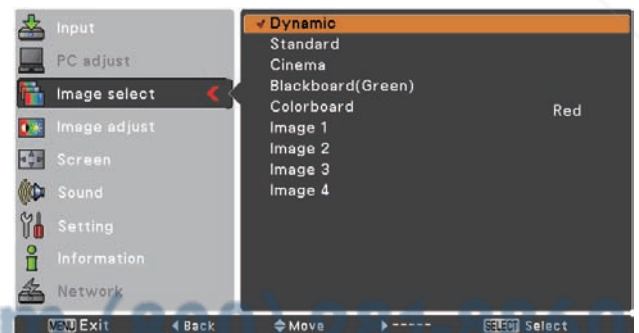 Input
PC adjust
Image select
Image adjust
Screen
Sound
Setting
Information
Network
Dynamic
Standard
Cinema
Blackboard(Green)
Colorboard Red
Image 1
Image 2
Image 3
Image 4
MENU Exit Back Move ----- SELECT Select